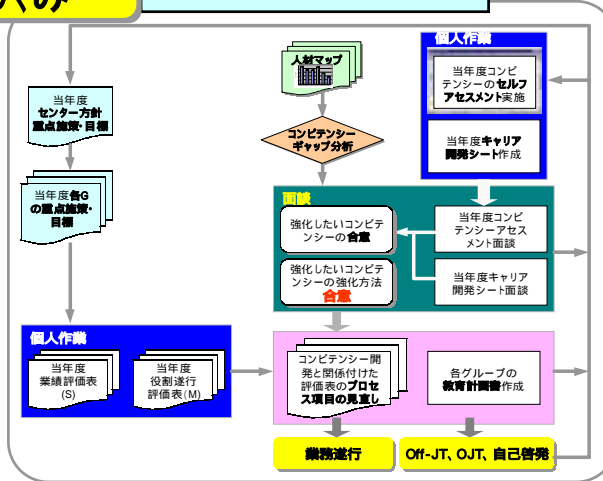 人材マップ
コンピテンシー
ギャップ分析
個人作業
当年度コンピ
テンシーのセルフ
アセスメント実施
当年度キャリア
開発シート作成
当年度
センター方針
重点施策・目標
当年度各G
の重点施策・
目標
面談
強化したいコンピテ
ンシーの合意
強化したいコンピテ
ンシーの強化方法
合意
当年度コンピ
テンシーアセス
メント面談
当年度キャリア
開発シート面談
個人作業
当年度
業績評価表
(S)
当年度
役割遂行
評価表(M)
コンピテンシー開
発と関係付けた
評価表のプロセ
ス項目の見直し
各グループの
教育計画書作成
業務遂行
Off-JT、OJT、自己啓発